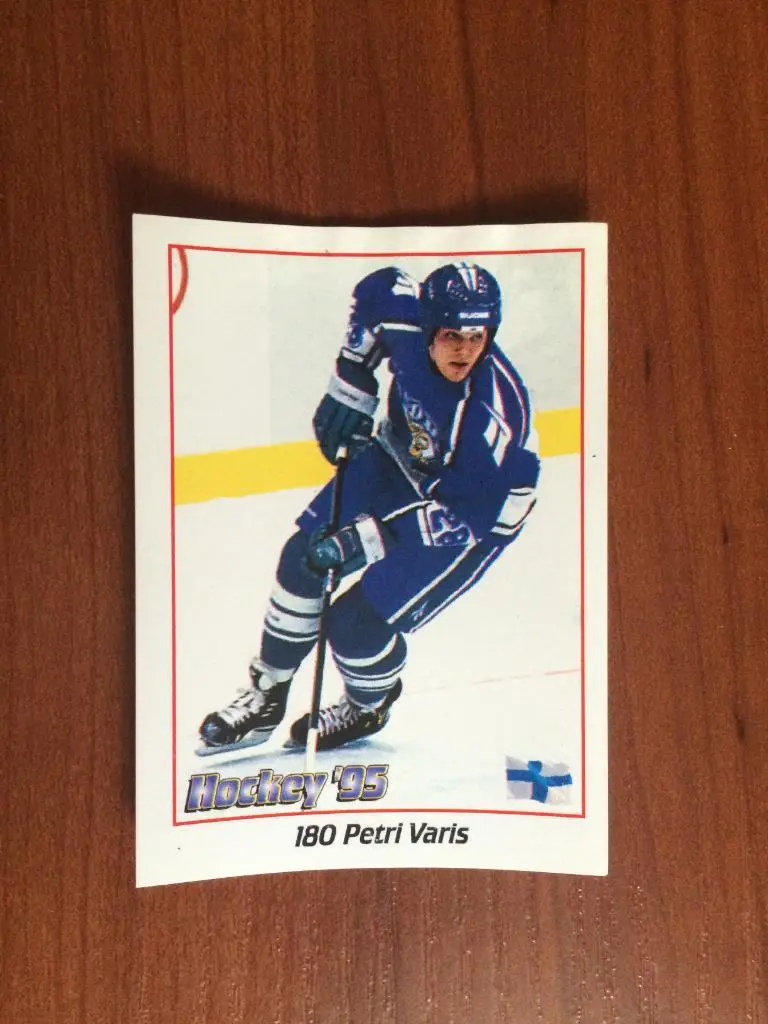 Hockey '95
180 Petri Varis